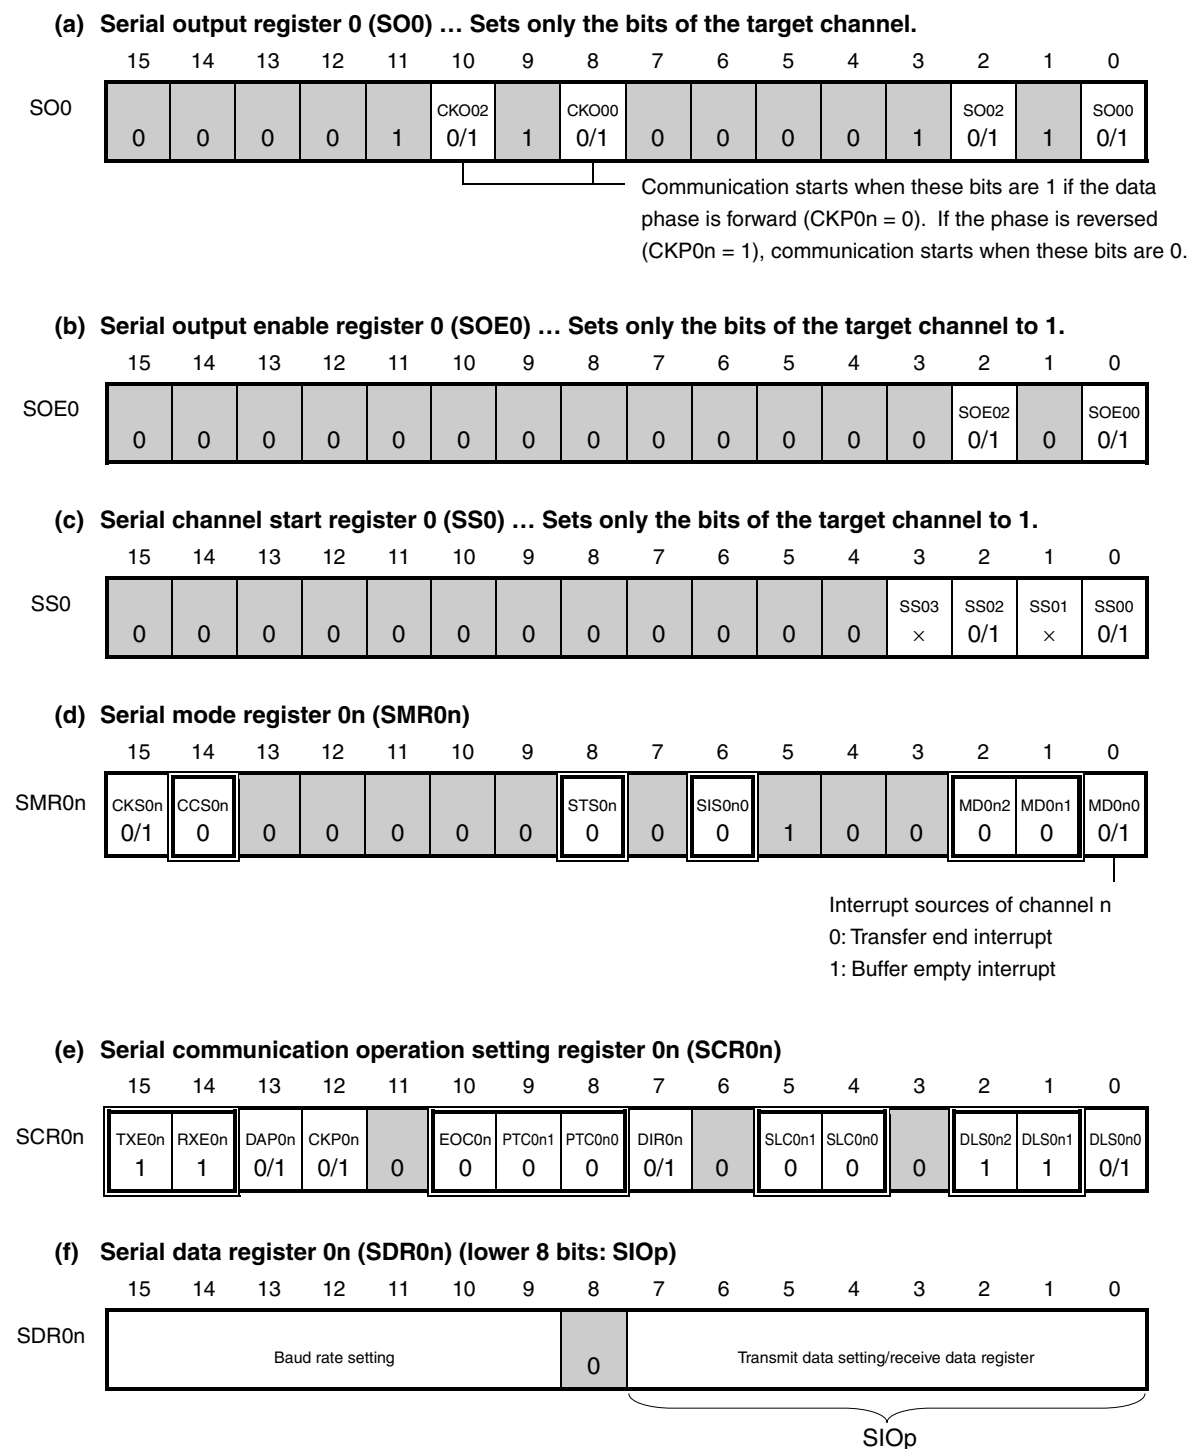 (a) Serial output register 0 (SO0) … Sets only the bits of the target channel.
15 14 13 12 11 10 9 8 7 6 5 4 3 2 1 0
CKO02 CKO00 SO02 SO00
SO0
0 0 0 0 1 0/1 1 0/1 0 0 0 0 1 0/1 1 0/1
Communication starts when these bits are 1 if the data
phase is forward (CKP0n = 0). If the phase is reversed
(CKP0n = 1), communication starts when these bits are 0.
(b) Serial output enable register 0 (SOE0) … Sets only the bits of the target channel to 1.
15 14 13 12 11 10 9 8 7 6 5 4 3 2 1 0
SOE0
SOE02 SOE00
0 0 0 0 0 0 0 0 0 0 0 0 0 0/1 0 0/1
(c) Serial channel start register 0 (SS0) … Sets only the bits of the target channel to 1.
15 14 13 12 11 10 9 8 7 6 5 4 3 2 1 0
SS0
SS03 SS02 SS01 SS00
0 0 0 0 0 0 0 0 0 0 0 0 × 0/1 × 0/1
(d) Serial mode register 0n (SMR0n)
15 14 13 12 11 10 9 8 7 6 5 4 3 2 1 0
SMR0n
CKS0n CCS0n STS0n SIS0n0 MD0n2 MD0n1 MD0n0
0/1 0 0 0 0 0 0 0 0 0 1 0 0 0 0 0/1
Interrupt sources of channel n
0: Transfer end interrupt
1: Buffer empty interrupt
(e) Serial communication operation setting register 0n (SCR0n)
15 14 13 12 11 10 9 8 7 6 5 4 3 2 1 0
SCR0n
TXE0n RXE0n DAP0n CKP0n EOC0n PTC0n1 PTC0n0 DIR0n SLC0n1 SLC0n0 DLS0n2 DLS0n1 DLS0n0
1 1 0/1 0/1 0 0 0 0 0/1 0 0 0 0 1 1 0/1
(f) Serial data register 0n (SDR0n) (lower 8 bits: SIOp)
15 14 13 12 11 10 9 8 7 6 5 4 3 2 1 0
SDR0n
Baud rate setting 0 Transmit data setting/receive data register
SIOp